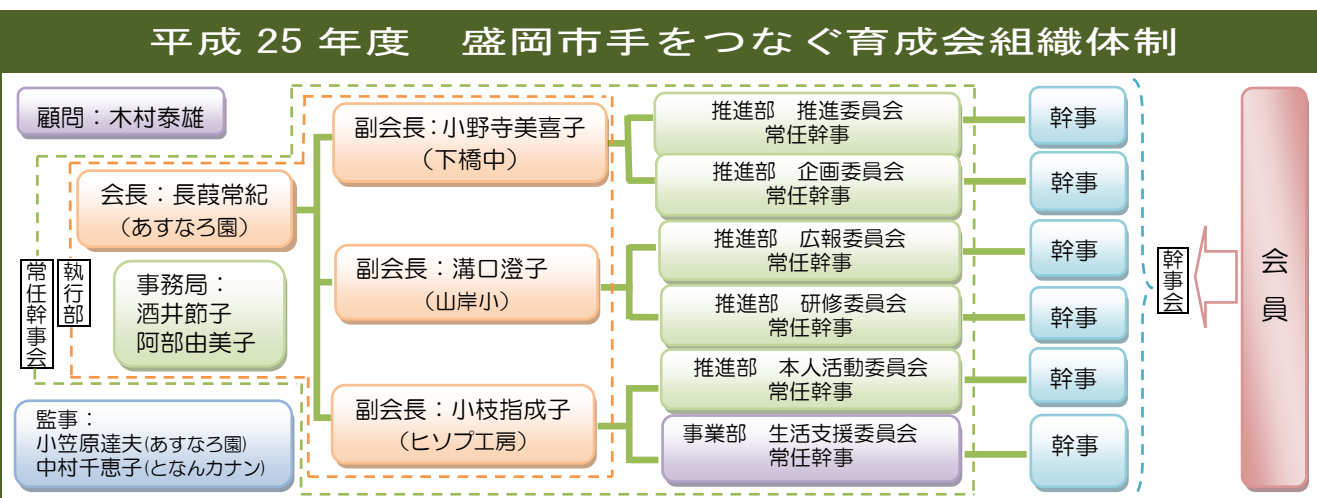 平成 25 年度　盛岡市手をつなぐ育成会組織体制
顧問：木村泰雄
会長：長葭常紀
（あすなろ園）
事務局：
酒井節子
阿部由美子
常任幹事会
執行部
監事：
小笠原達夫(あすなろ園)
中村千恵子(となんカナン)
副会長：小野寺美喜子
（下橋中）
副会長：溝口澄子
（山岸小）
副会長：小枝指成子
（ヒソプ工房）
推進部　推進委員会
常任幹事
推進部　企画委員会
常任幹事
推進部　広報委員会
常任幹事
推進部　研修委員会
常任幹事
推進部　本人活動委員会
常任幹事
事業部　生活支援委員会
常任幹事
幹事
幹事
幹事
幹事
幹事
幹事
幹事会
会員